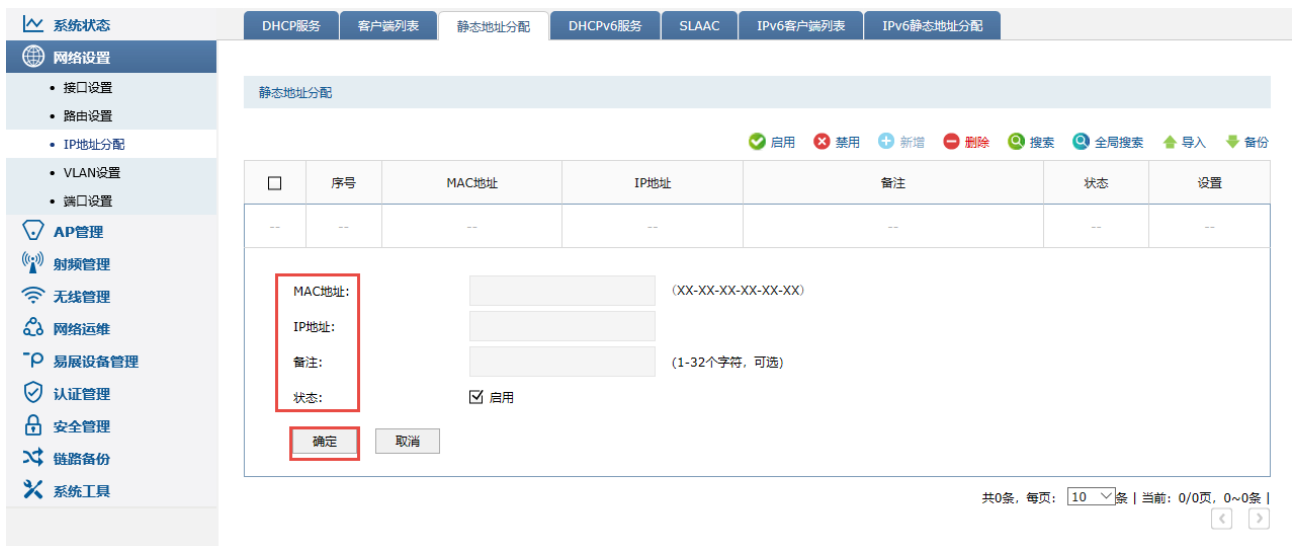 系统状态
网络设置
• 接口设置
• 路由设置
• IP地址分配
• VLAN设置
• 端口设置
AP管理
射频管理
无线管理
网络运维
易展设备管理
认证管理
安全管理
链路备份
系统工具
DHCP服务 客户端列表 静态地址分配 DHCPv6服务 SLAAC IPv6客户端列表 IPv6静态地址分配
静态地址分配
启用 禁用 新增 删除 搜索 全局搜索 导入 备份
序号 MAC地址 IP地址 备注 状态 设置
-- -- -- -- -- -- --
MAC地址: （XX-XX-XX-XX-XX-XX）
IP地址:
备注: (1-32个字符，可选)
状态: 启用
确定 取消
共0条，每页: 10 条 | 当前: 0/0页，0~0条 |
< >